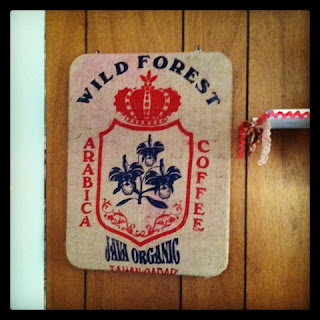 WILD FOREST
ARABICA
COFFEE
JAVA ORGANIC